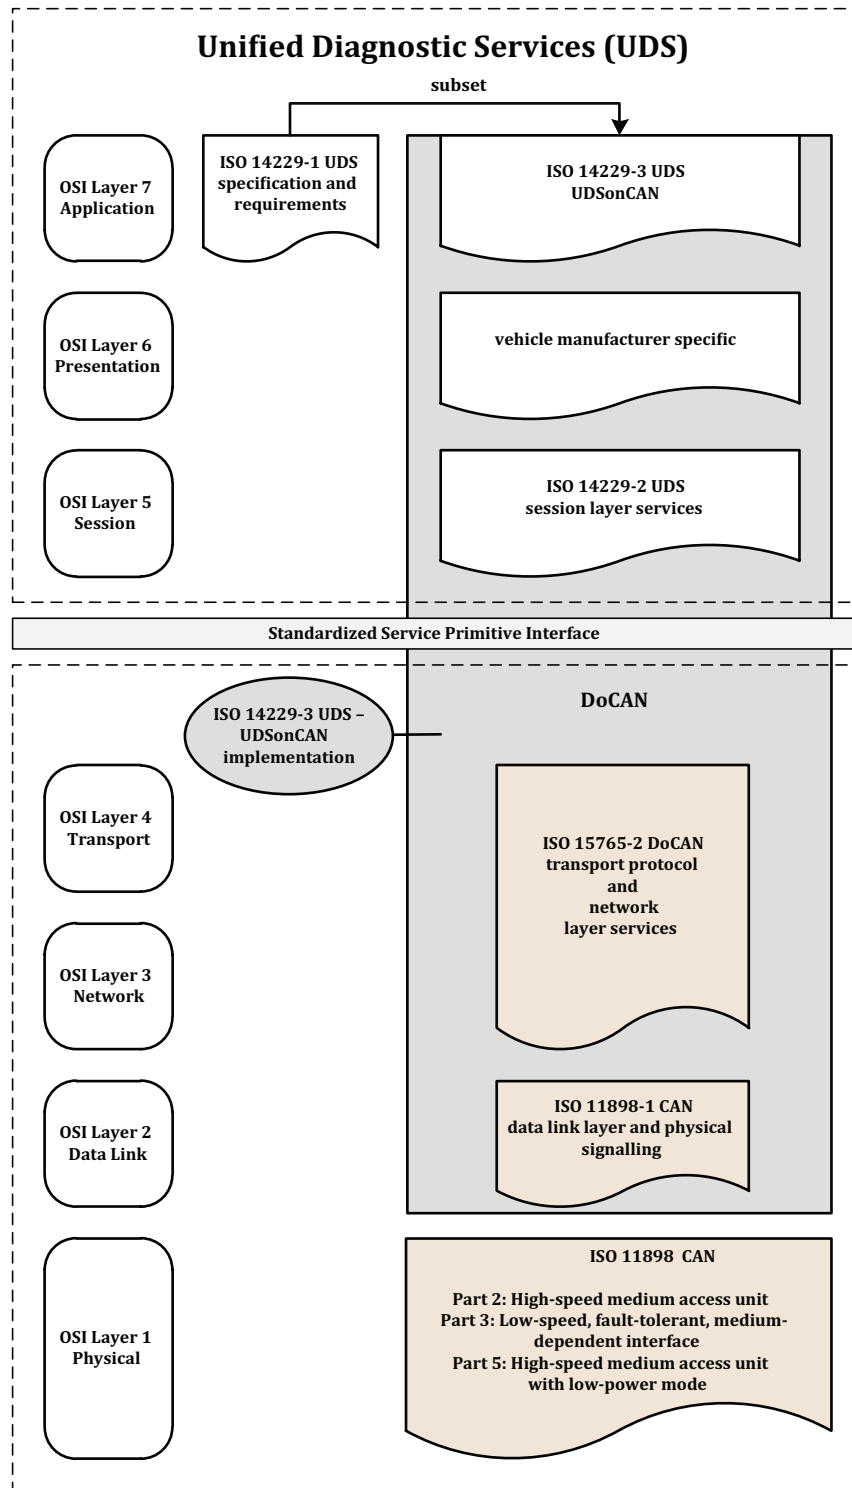 Unified Diagnostic Services (UDS)
subset
OSI Layer 7
Application
ISO 14229-1 UDS
specification and
requirements
ISO 14229-3 UDS
UDSonCAN
OSI Layer 6
Presentation
vehicle manufacturer specific
OSI Layer 5
Session
ISO 14229-2 UDS
session layer services
Standardized Service Primitive Interface
DoCAN
ISO 14229-3 UDS –
UDSonCAN
implementation
OSI Layer 4
Transport
ISO 15765-2 DoCAN
transport protocol
and
network
layer services
OSI Layer 3
Network
OSI Layer 2
Data Link
ISO 11898-1 CAN
data link layer and physical
signalling
OSI Layer 1
Physical
ISO 11898 CAN
Part 2: High-speed medium access unit
Part 3: Low-speed, fault-tolerant, medium-
dependent interface
Part 5: High-speed medium access unit
with low-power mode